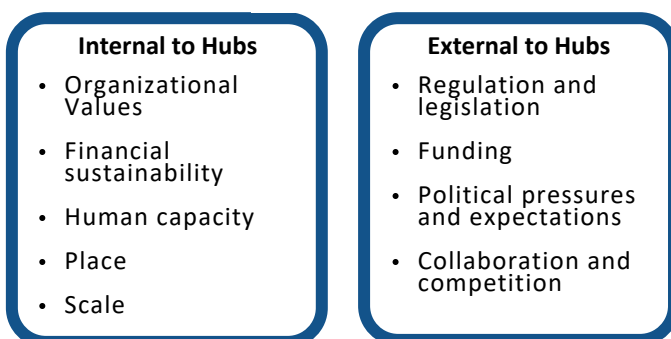 Internal to Hubs
• Organizational
Values
• Financial
sustainability
• Human capacity
• Place
• Scale
External to Hubs
• Regulation and
legislation
• Funding
• Political pressures
and expectations
• Collaboration and
competition